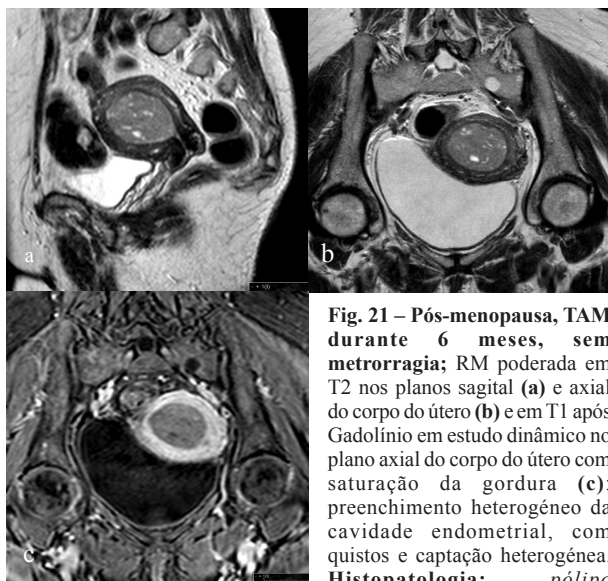 a
b
c
Fig. 21 – Pós-menopausa, TAM
durante 6 meses, sem
metrorragia; RM poderada em
T2 nos planos sagital (a) e axial
do corpo do útero (b) e em T1 após
Gadolínio em estudo dinâmico no
plano axial do corpo do útero com
saturação da gordura (c):
preenchimento heterogéneo da
cavidade endometrial, com
quistos e captação heterogénea.
Histopatologia: pólipo